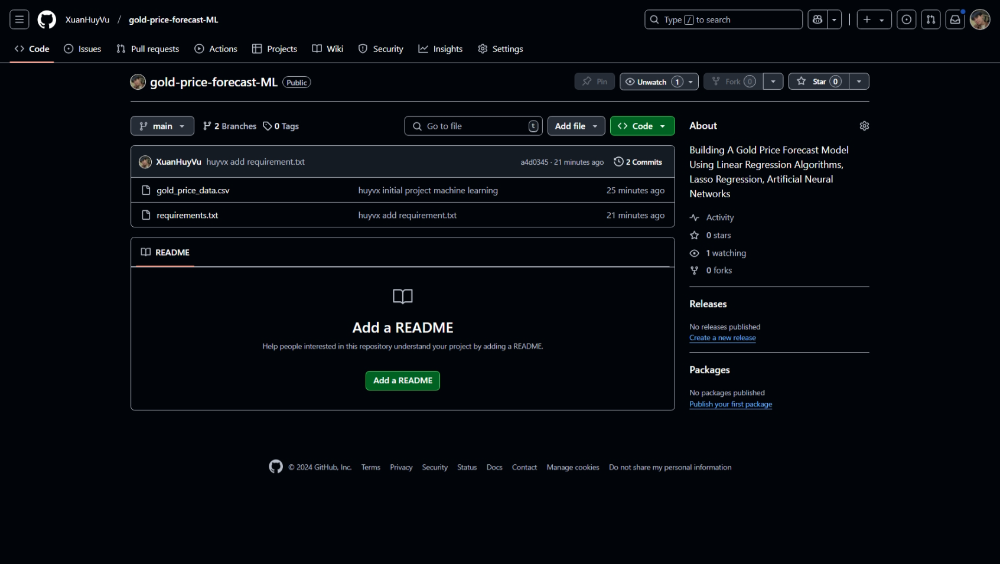 XuanHuyVu / gold-price-forecast-ML
Type / to search
Code Issues Pull requests Actions Projects Wiki Security Insights Settings
gold-price-forecast-ML Public
Pin Unwatch 1 Fork 0 Star 0
main 2 Branches 0 Tags Go to file t Add file Code
XuanHuyVu huyvx add requirement.txt a4d0345 · 21 minutes ago 2 Commits
gold_price_data.csv huyvx initial project machine learning 25 minutes ago
requirements.txt huyvx add requirement.txt 21 minutes ago
README
Add a README
Help people interested in this repository understand your project by adding a README.
Add a README
About
Building A Gold Price Forecast Model
Using Linear Regression Algorithms,
Lasso Regression, Artificial Neural
Networks
Activity
0 stars
1 watching
0 forks
Releases
No releases published
Create a new release
Packages
No packages published
Publish your first package
© 2024 GitHub, Inc. Terms Privacy Security Status Docs Contact Manage cookies Do not share my personal information